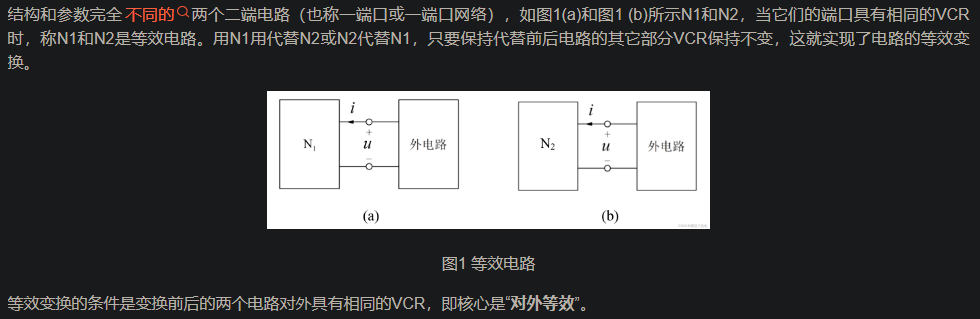 结构和参数完全不同的两个二端电路（也称一端口或一端口网络），如图1(a)和图1 (b)所示N1和N2，当它们的端口具有相同的VCR
时，称N1和N2是等效电路。用N1用代替N2或N2代替N1，只要保持代替前后电路的其它部分VCR保持不变，这就实现了电路的等效变
换。
N1
i
+
u
−
外电路
(a)
N2
i
+
u
−
外电路
(b)
图1 等效电路
等效变换的条件是变换前后的两个电路对外具有相同的VCR，即核心是“对外等效”。